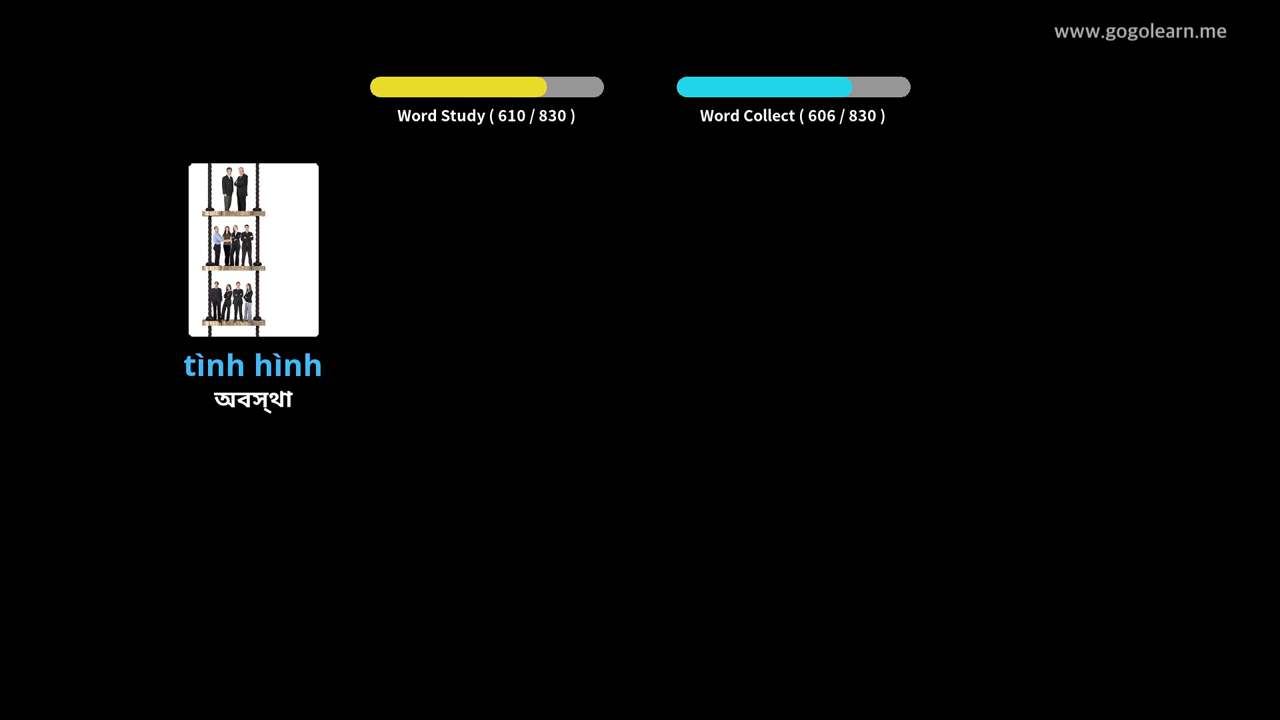 www.gogolearn.me
Word Study ( 610 / 830 )
Word Collect ( 606 / 830 )
tình hình
অবস্থা